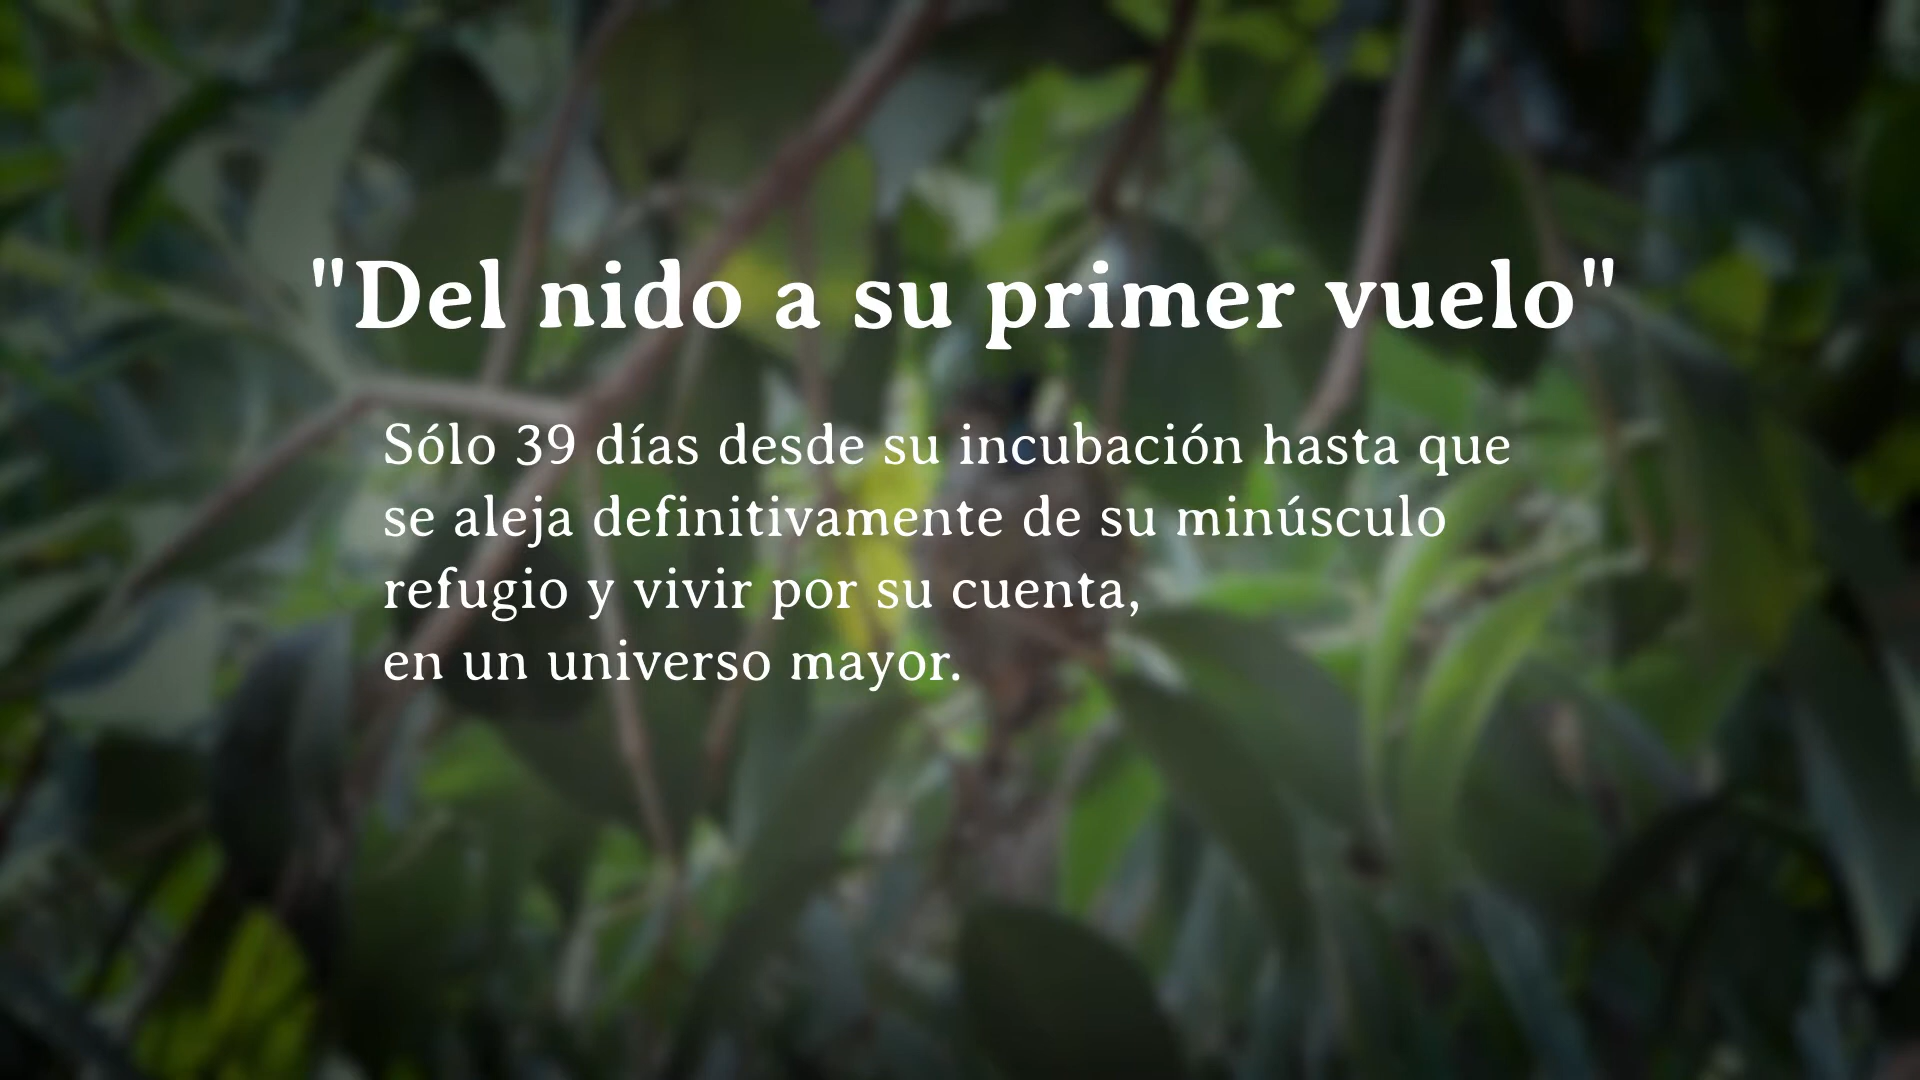 "Del nido a su primer vuelo"
Sólo 39 días desde su incubación hasta que
se aleja definitivamente de su minúsculo
refugio y vivir por su cuenta,
en un universo mayor.